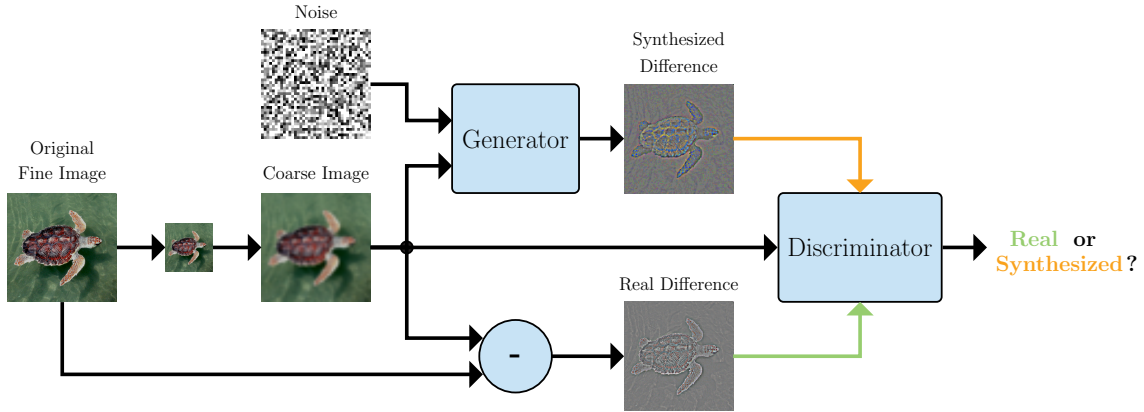 Noise
Synthesized
Difference
Original
Fine Image
Coarse Image
Generator
Discriminator
Real or
Synthesized?
Real Difference
-